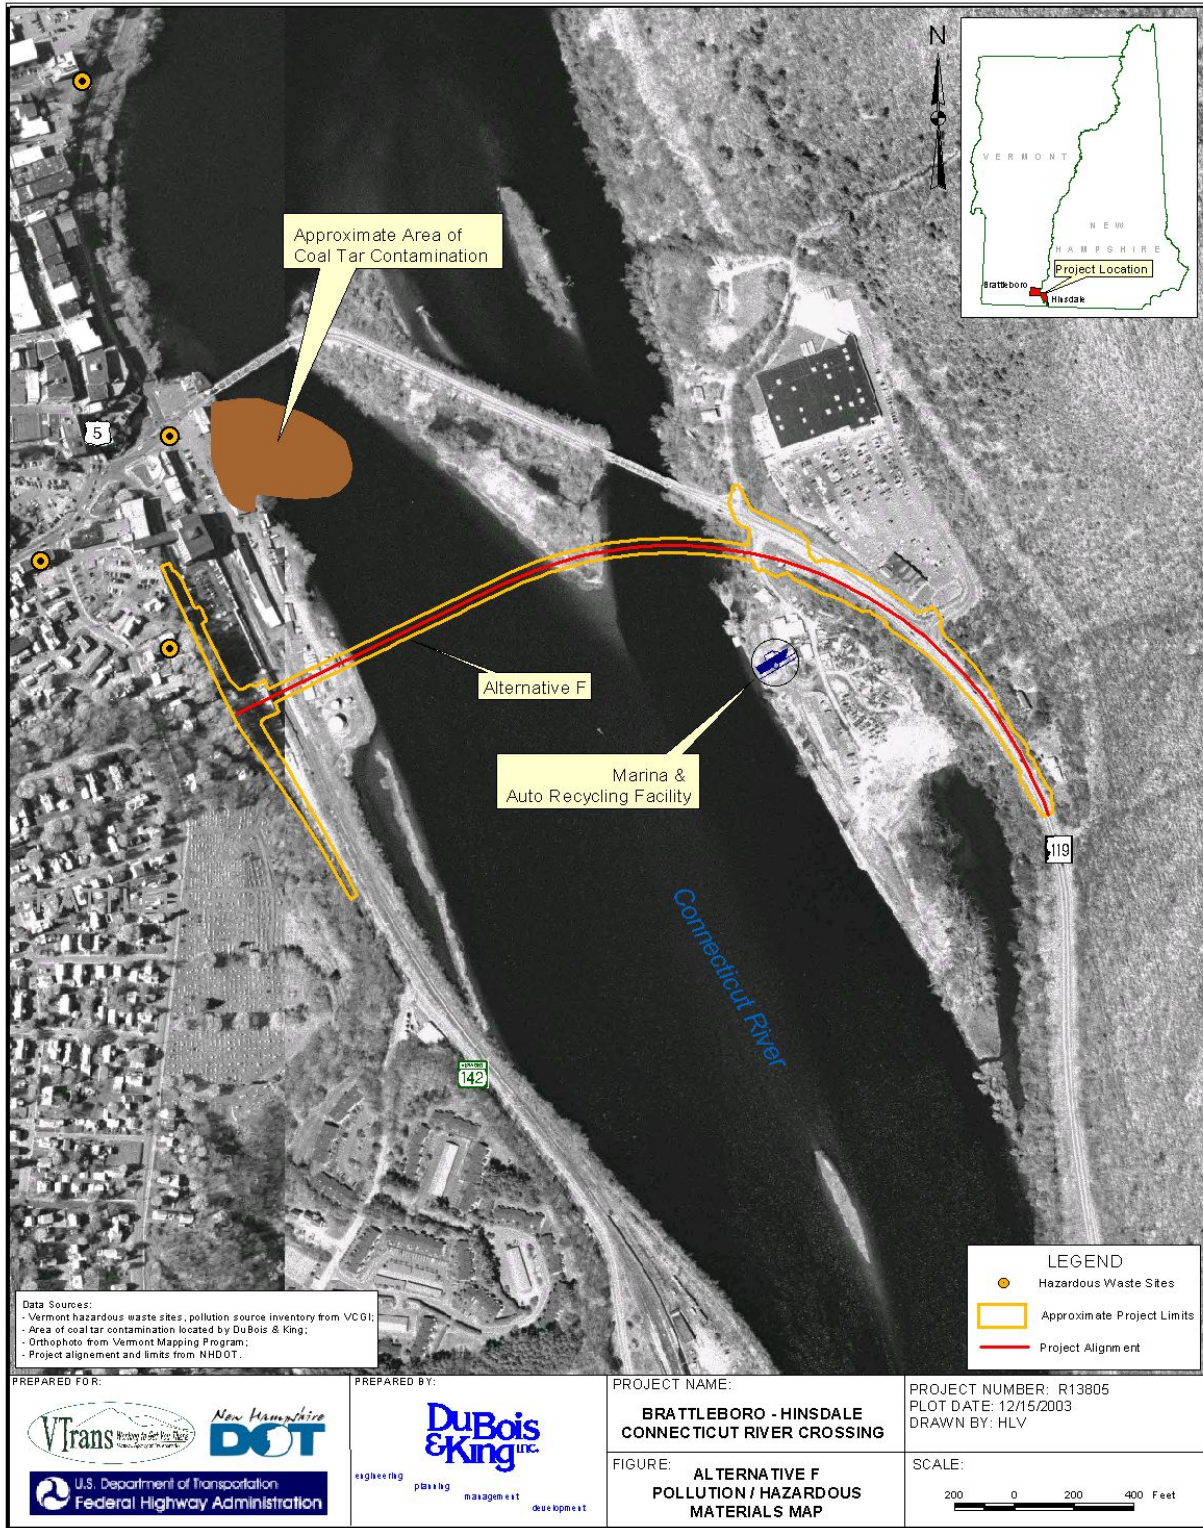 N
VERMONT
NEW
HAMPSHIRE
Project Location
Brattleboro
Hinsdale
Approximate Area of
Coal Tar Contamination
5
Alternative F
Marina &
Auto Recycling Facility
119
Connecticut River
142
LEGEND
Hazardous Waste Sites
Approximate Project Limits
Project Alignment
Data Sources:
- Vermont hazardous waste sites, pollution source inventory from VCGI;
- Area of coal tar contamination located by DuBois & King;
- Orthophoto from Vermont Mapping Program;
- Project alignement and limits from NHDOT.
PREPARED FOR:
VTrans Working to Get You There
New Hampshire
DOT
U.S. Department of Transportation
Federal Highway Administration
PREPARED BY:
DuBois
& King inc.
engineering
planning
management
development
PROJECT NAME:
BRATTLEBORO - HINSDALE
CONNECTICUT RIVER CROSSING
FIGURE:
ALTERNATIVE F
POLLUTION / HAZARDOUS
MATERIALS MAP
PROJECT NUMBER: R13805
PLOT DATE: 12/15/2003
DRAWN BY: HLV
SCALE:
200 0 200 400 Feet